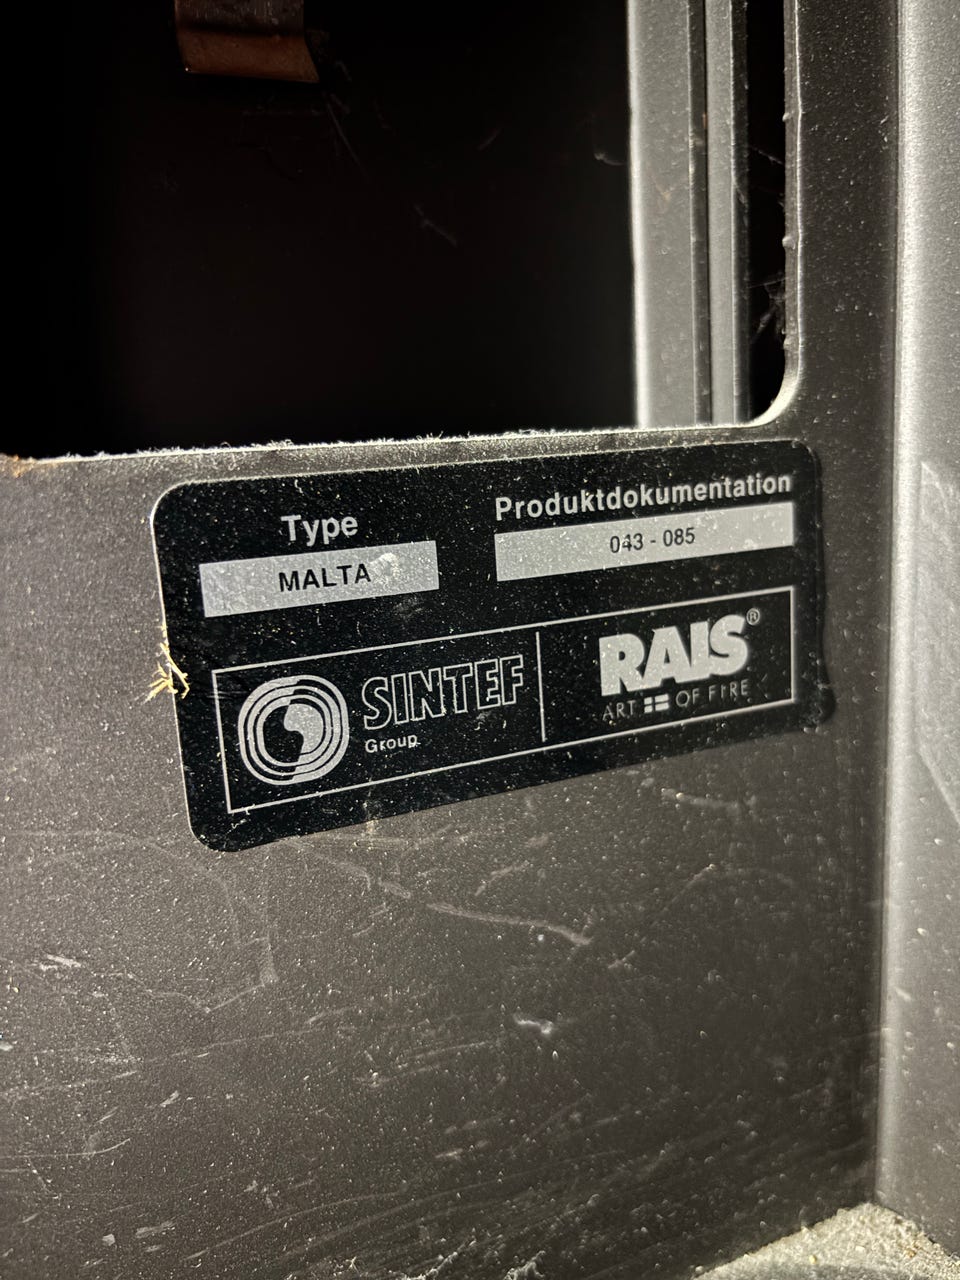 Type
MALTA
Produktdokumentation
043 - 085
SINTEF
Group
RAIS®
ART OF FIRE